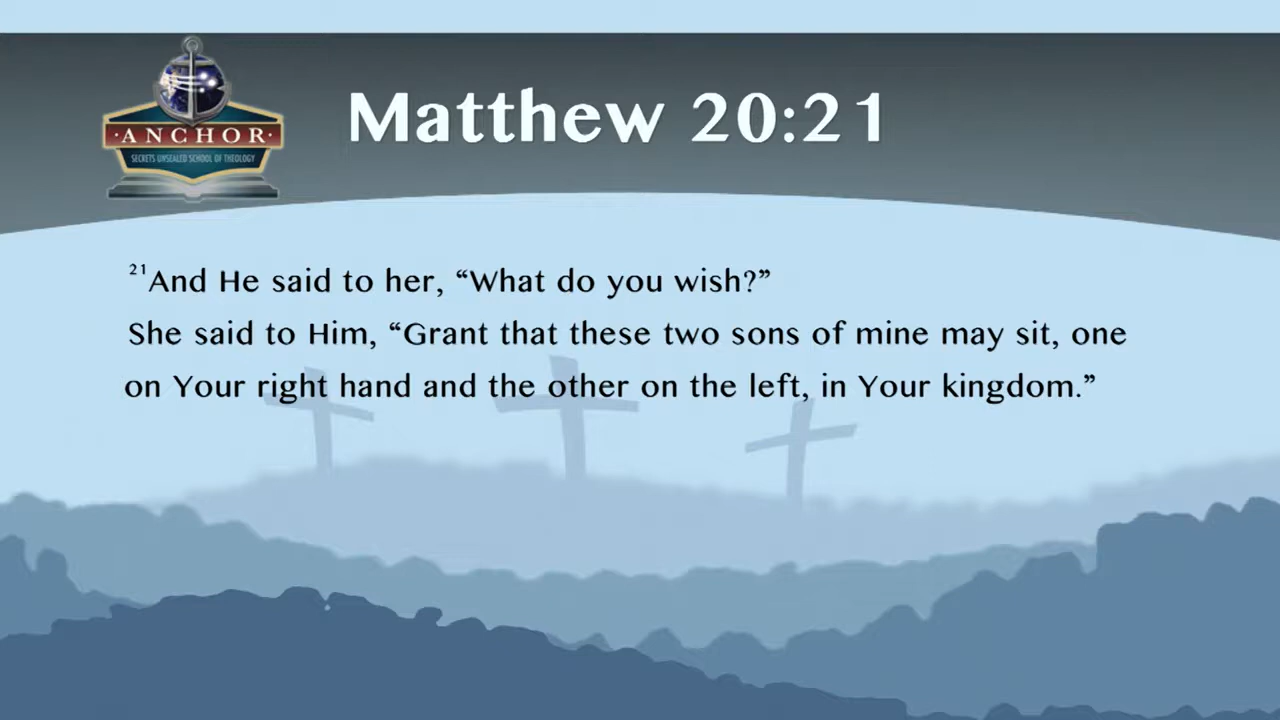 ·ANCHOR·
SECRETS UNSEALED SCHOOL OF THEOLOGY
Matthew 20:21
²¹And He said to her, “What do you wish?”
She said to Him, “Grant that these two sons of mine may sit, one
on Your right hand and the other on the left, in Your kingdom.”